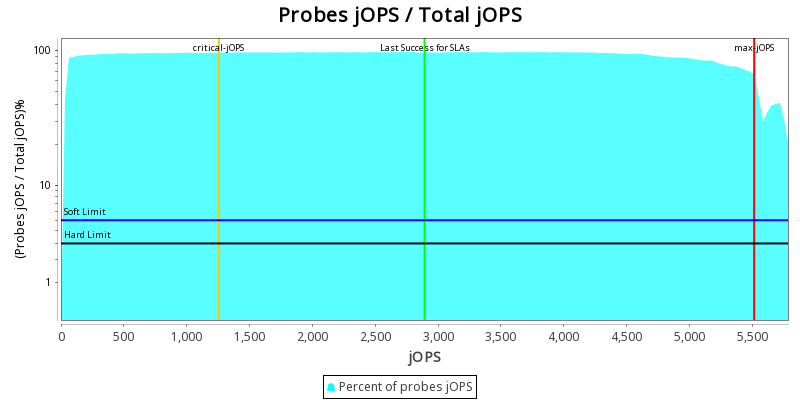 Probes jOPS / Total jOPS
(Probes jOPS / Total jOPS)%
100
10
1
critical-jOPS
Last Success for SLAs
max-jOPS
Soft Limit
Hard Limit
0 500 1,000 1,500 2,000 2,500 3,000 3,500 4,000 4,500 5,000 5,500
jOPS
Percent of probes jOPS